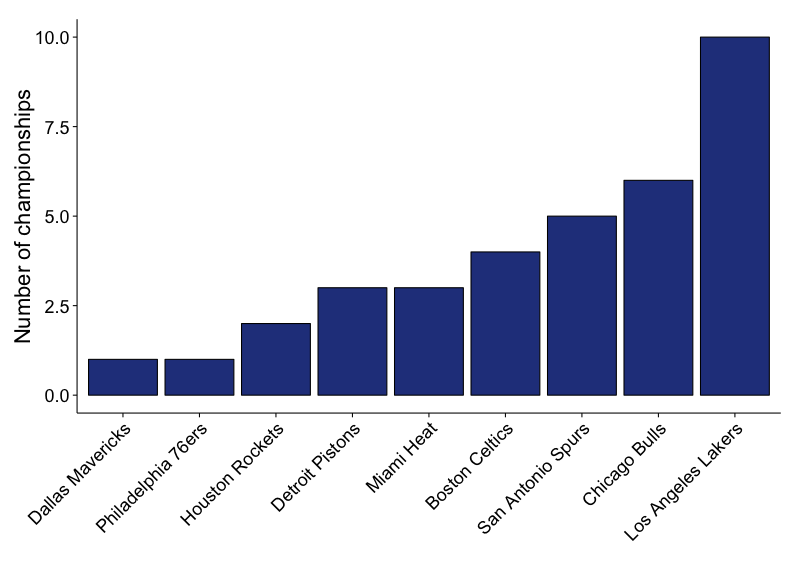 Number of championships
10.0
7.5
5.0
2.5
0.0
Dallas Mavericks
Philadelphia 76ers
Houston Rockets
Detroit Pistons
Miami Heat
Boston Celtics
San Antonio Spurs
Chicago Bulls
Los Angeles Lakers